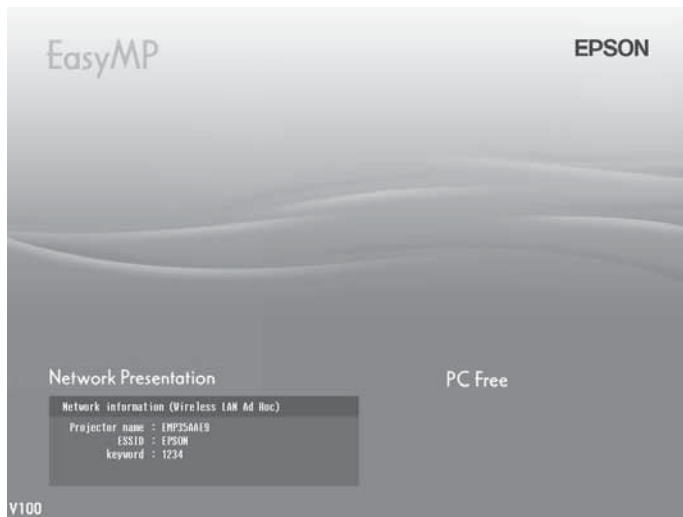 EasyMP
EPSON
Network Presentation
PC Free
Network information (Wireless LAN Ad Hoc)
Projector name : EMP35AAE9
ESSID : EPSON
keyword : 1234
V100